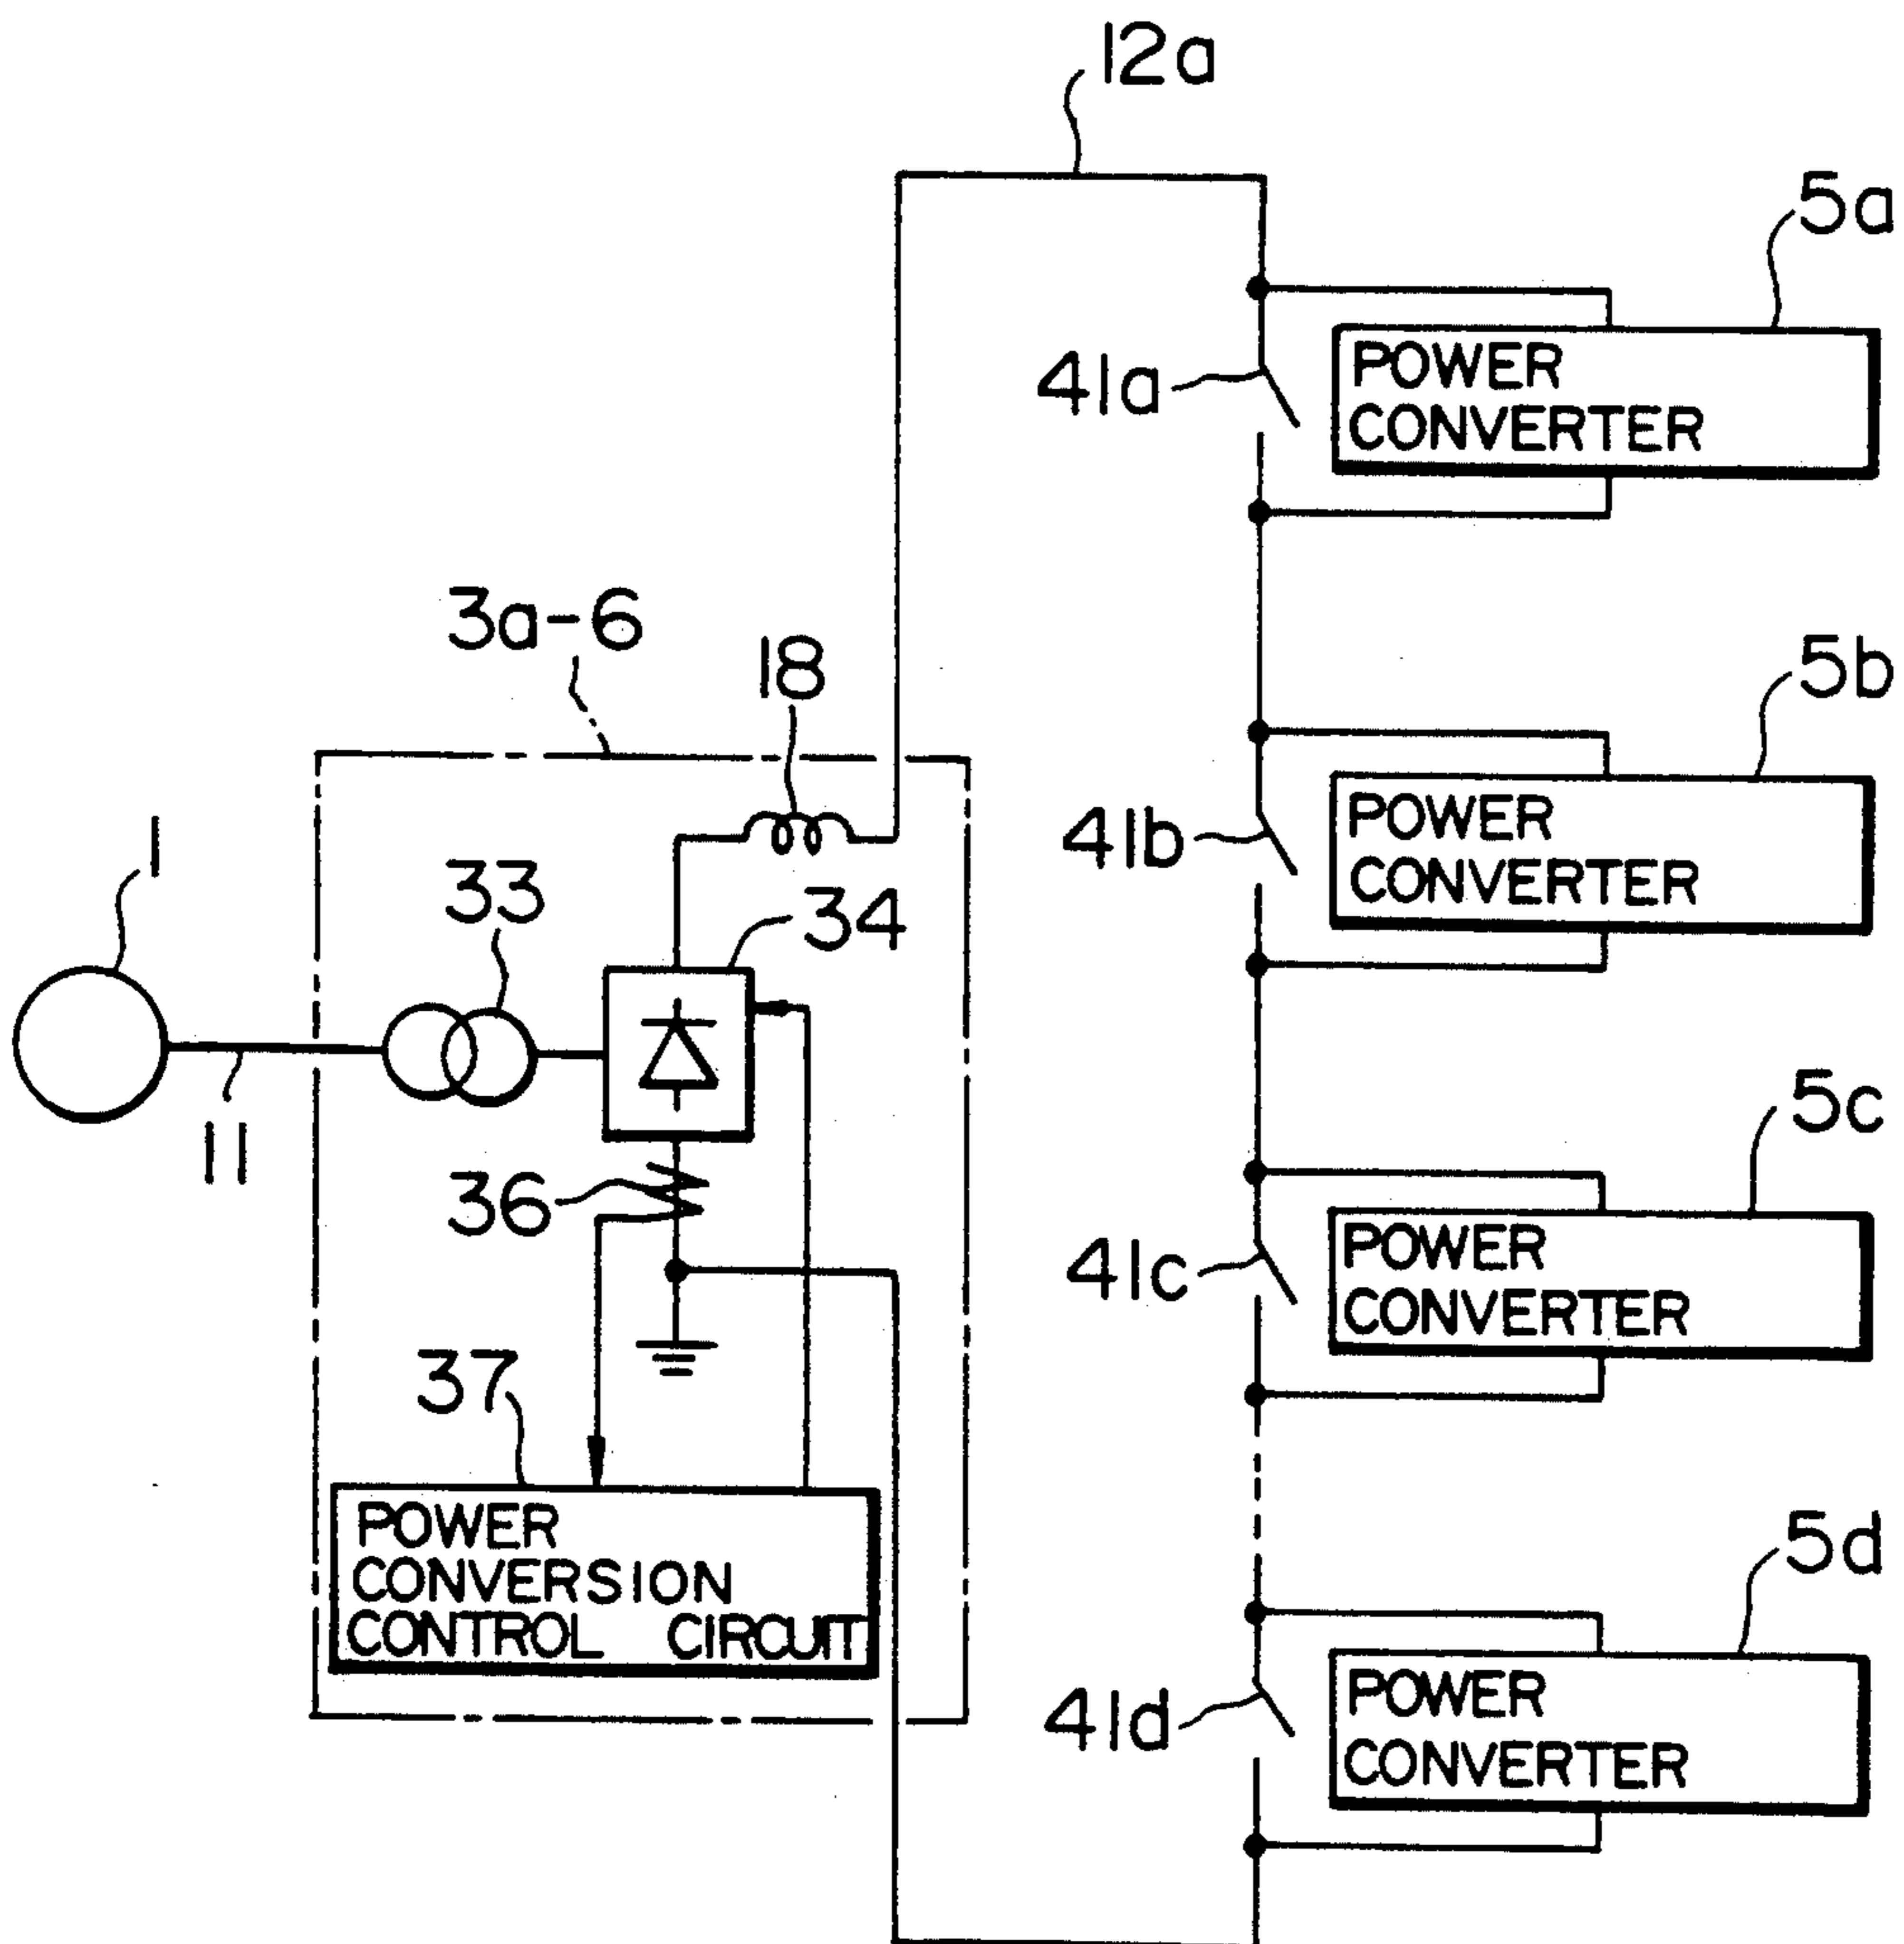 12a
5a
41a
POWER
CONVERTER
3a-6
18
5b
41b
POWER
CONVERTER
1
33
34
11
36
5c
41c
POWER
CONVERTER
37
POWER
CONVERSION
CONTROL CIRCUIT
5d
41d
POWER
CONVERTER